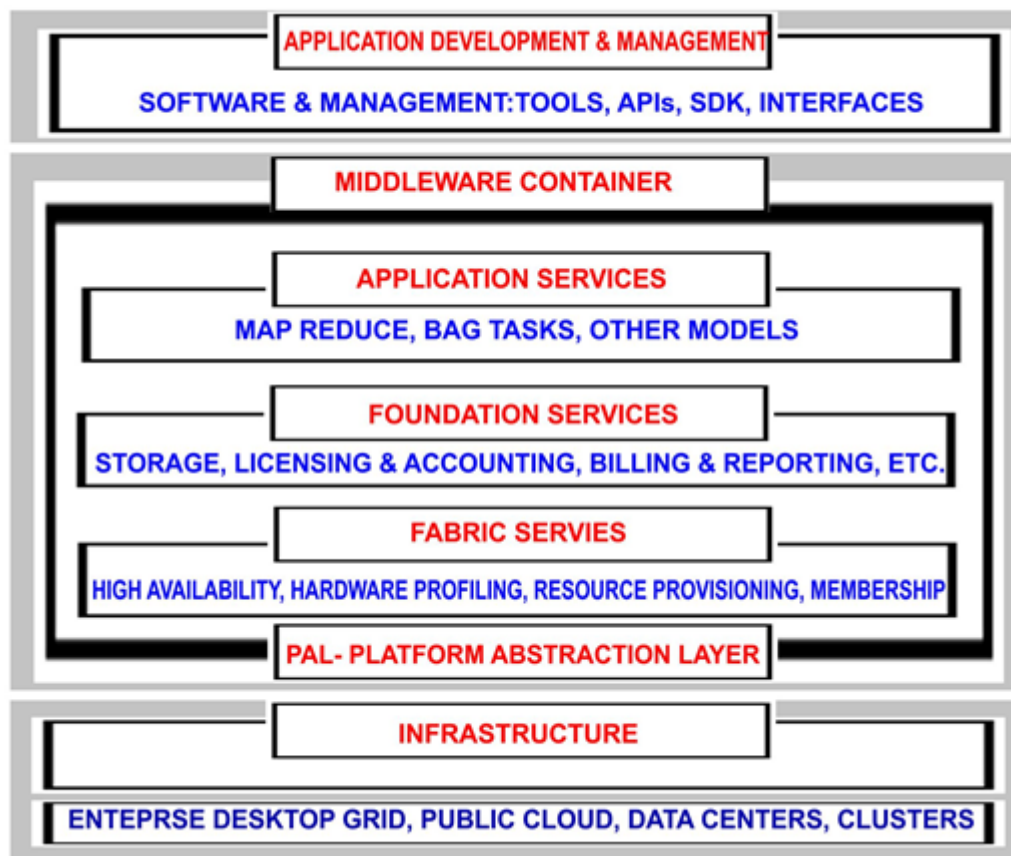 APPLICATION DEVELOPMENT & MANAGEMENT
SOFTWARE & MANAGEMENT:TOOLS, APIs, SDK, INTERFACES
MIDDLEWARE CONTAINER
APPLICATION SERVICES
MAP REDUCE, BAG TASKS, OTHER MODELS
FOUNDATION SERVICES
STORAGE, LICENSING & ACCOUNTING, BILLING & REPORTING, ETC.
FABRIC SERVIES
HIGH AVAILABILITY, HARDWARE PROFILING, RESOURCE PROVISIONING, MEMBERSHIP
PAL- PLATFORM ABSTRACTION LAYER
INFRASTRUCTURE
ENTEPRSE DESKTOP GRID, PUBLIC CLOUD, DATA CENTERS, CLUSTERS